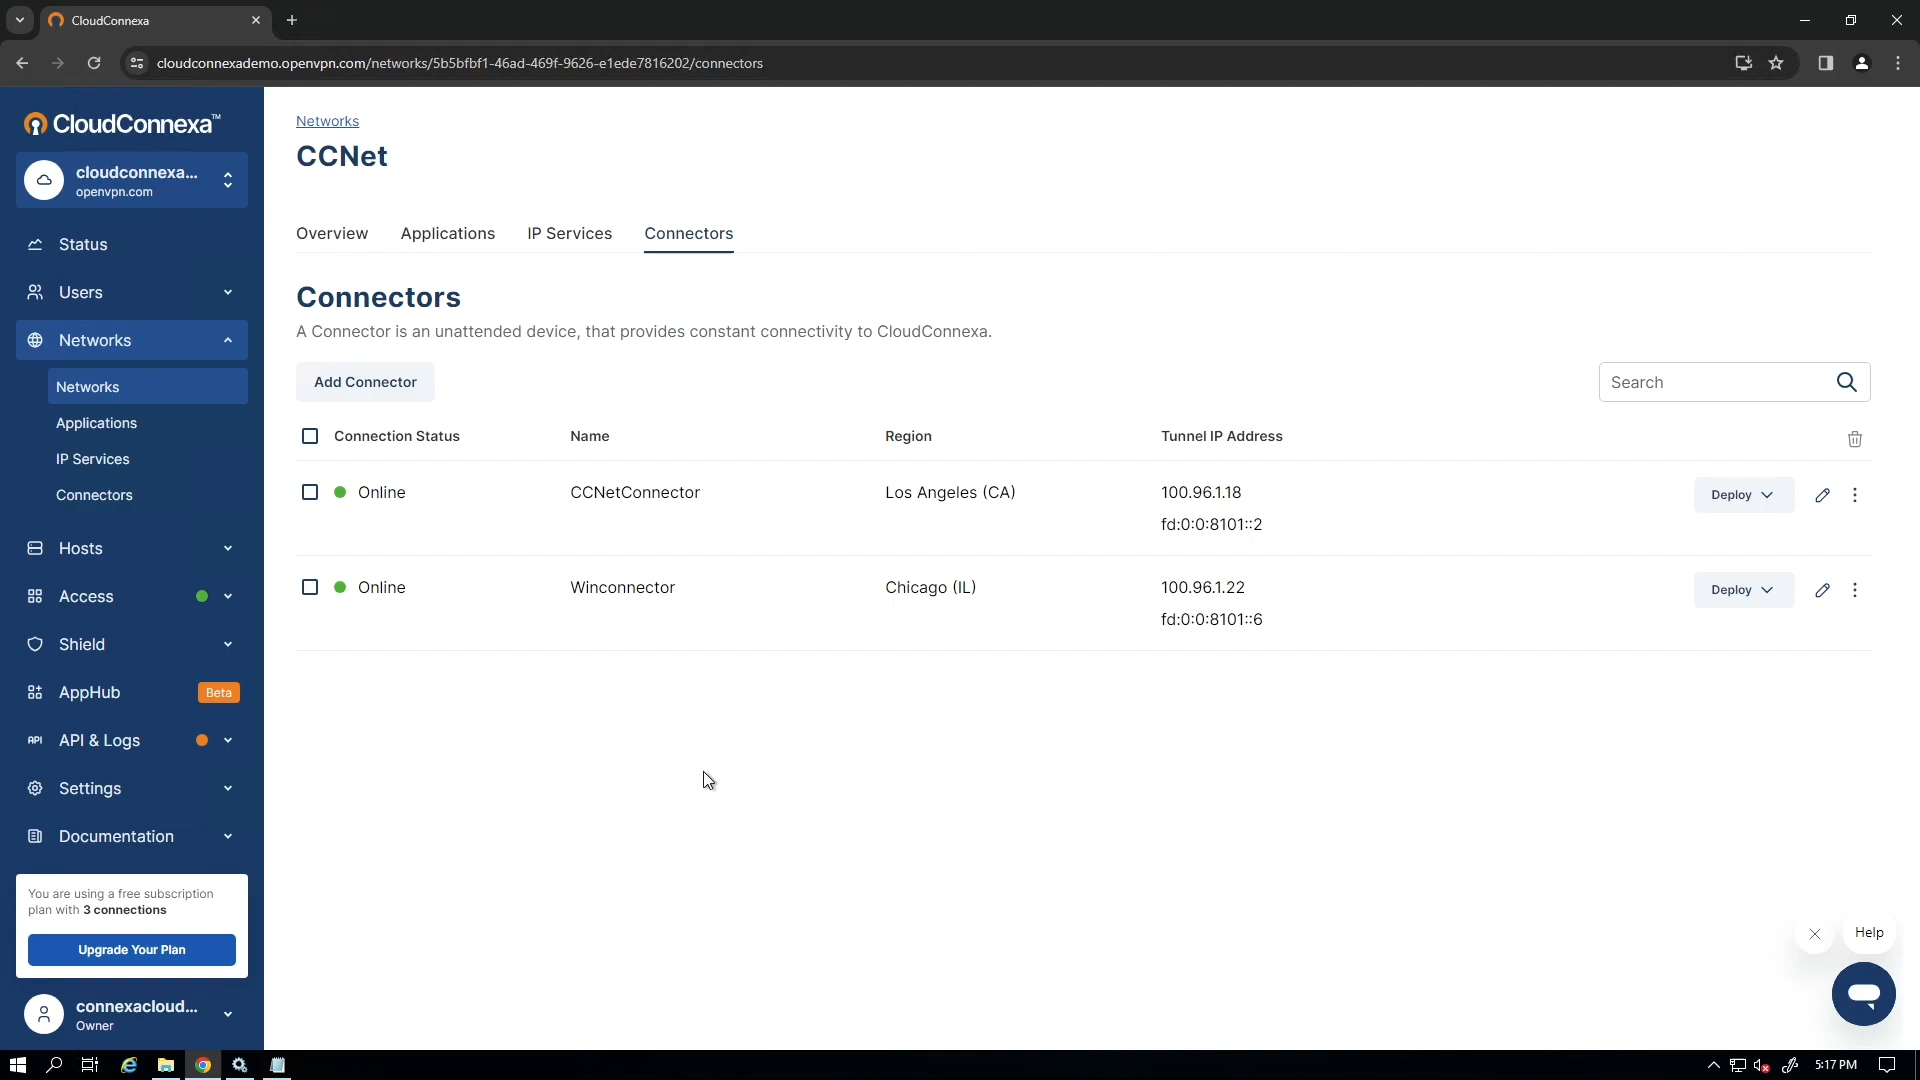 CloudConnexa
cloudconnexademo.openvpn.com/networks/5b5bfbf1-46ad-469f-9626-e1ede7816202/connectors
CloudConnexa™
cloudconnexa...
openvpn.com
Status
Users
Networks
Networks
Applications
IP Services
Connectors
Hosts
Access
Shield
AppHub
Beta
API
API & Logs
Settings
Documentation
You are using a free subscription
plan with 3 connections
Upgrade Your Plan
connexacloud...
Owner
Networks
CCNet
Overview Applications IP Services Connectors
Connectors
A Connector is an unattended device, that provides constant connectivity to CloudConnexa.
Add Connector
Search
Connection Status Name Region Tunnel IP Address
Online CCNetConnector Los Angeles (CA) 100.96.1.18 Deploy
fd:0:0:8101::2
Online Winconnector Chicago (IL) 100.96.1.22 Deploy
fd:0:0:8101::6
Help
5:17 PM